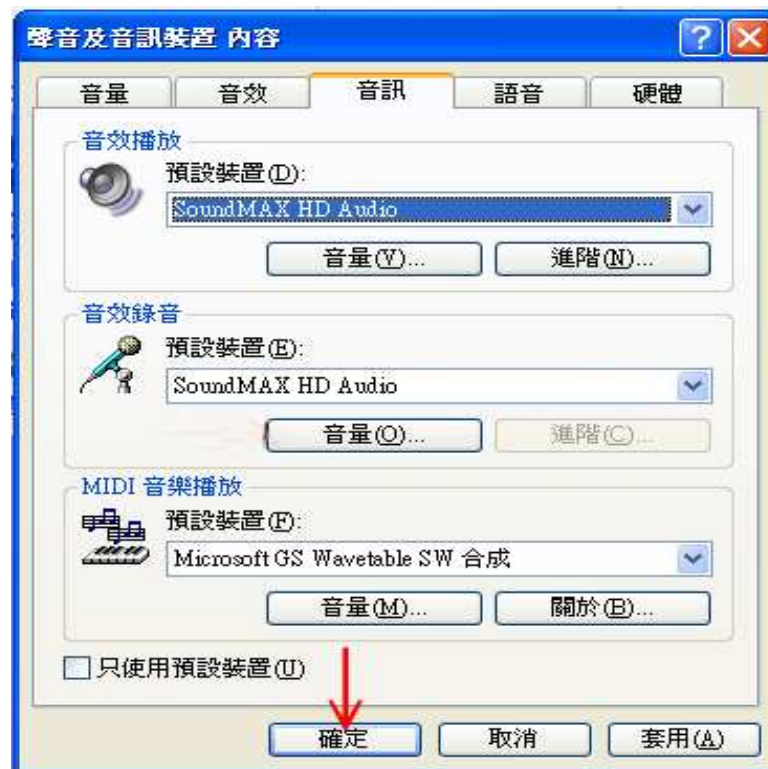 聲音及音訊裝置 內容
音量 音效 音訊 語音 硬體
音效播放
預設裝置(D):
SoundMAX HD Audio
音量(V)... 進階(N)...
音效錄音
預設裝置(E):
SoundMAX HD Audio
音量(O)... 進階(C)...
MIDI 音樂播放
預設裝置(F):
Microsoft GS Wavetable SW 合成
音量(M)... 關於(B)...
只使用預設裝置(U)
確定 取消 套用(A)